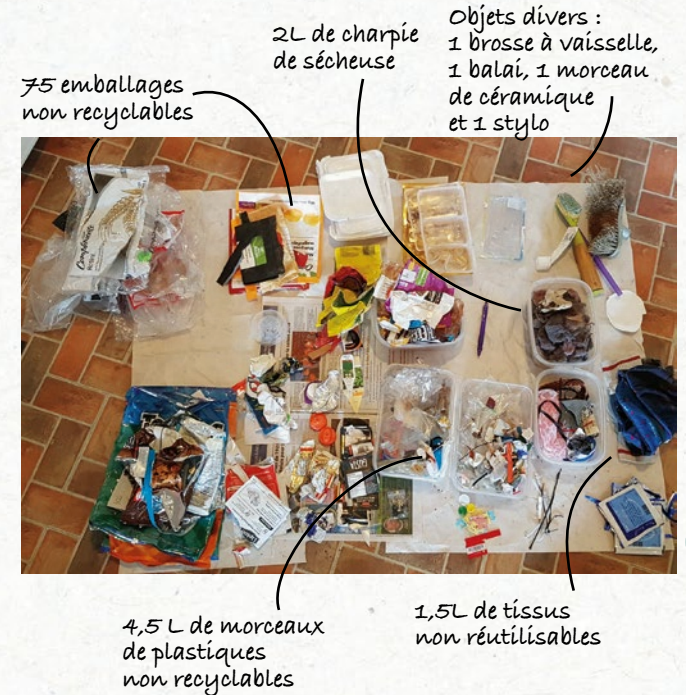 Objets divers :
1 brosse à vaisselle,
1 balai, 1 morceau
de céramique
et 1 stylo
2L de charpie
de sécheuse
75 emballages
non recyclables
4,5 L de morceaux
de plastiques
non recyclables
1,5L de tissus
non réutilisables